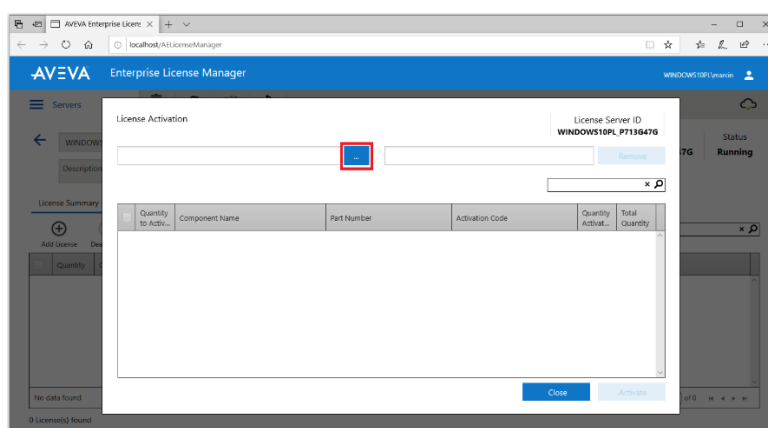 AVEVA Enterprise Licens
localhost/AELicenseManager
AVEVA Enterprise License Manager
WINDOWS10PL\marcin
Servers
License Activation
License Server ID
WINDOWS10PL_P713G47G
WINDOWS
Description
7G
Status
Running
...
Remove
License Summary
Add License
Quantity
Quantity to Activ...
Component Name
Part Number
Activation Code
Quantity Activat...
Total Quantity
Close
Activate
No data found
of 0
0 License(s) found